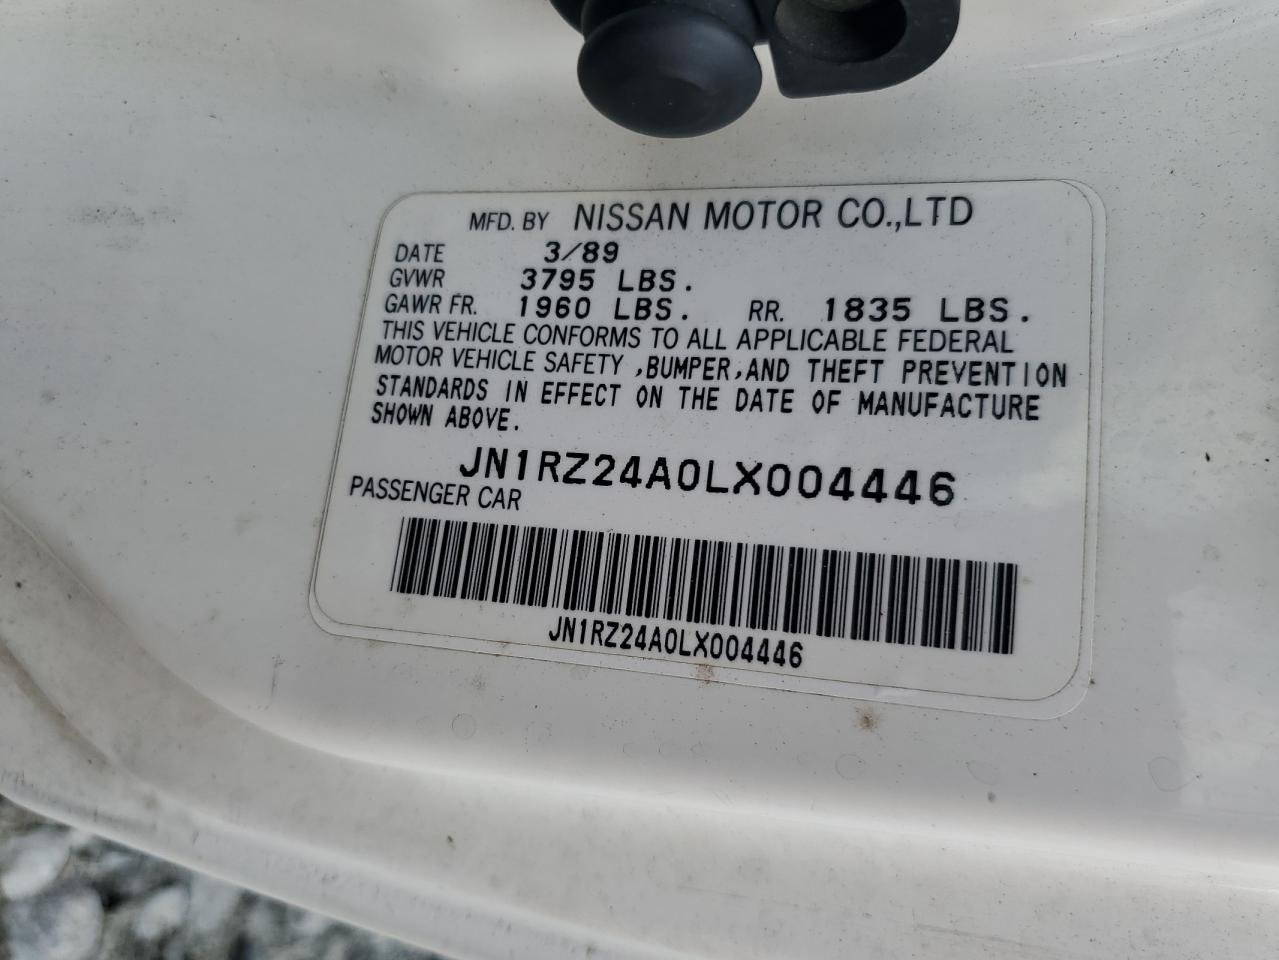 MFD. BY NISSAN MOTOR CO.,LTD
DATE 3/89
GVWR 3795 LBS.
GAWR FR. 1960 LBS. RR. 1835 LBS.
THIS VEHICLE CONFORMS TO ALL APPLICABLE FEDERAL
MOTOR VEHICLE SAFETY ,BUMPER,AND THEFT PREVENTION
STANDARDS IN EFFECT ON THE DATE OF MANUFACTURE
SHOWN ABOVE.
JN1RZ24A0LX004446
PASSENGER CAR
JN1RZ24A0LX004446